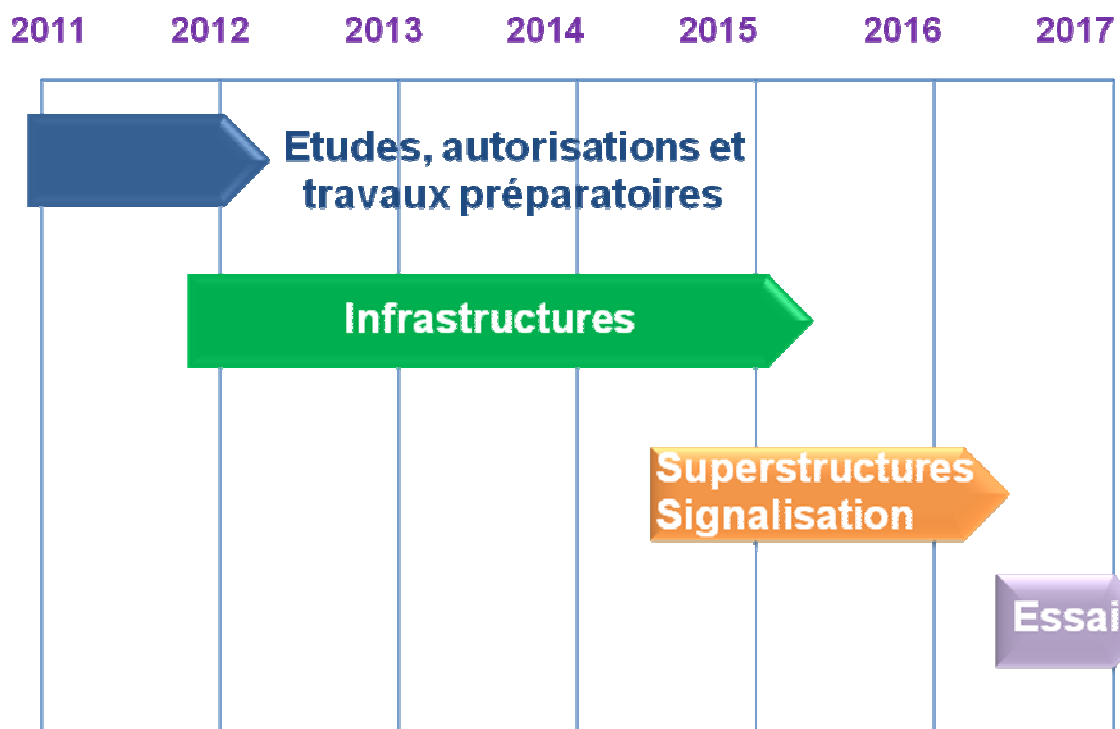 2011 2012 2013 2014 2015 2016 2017
Etudes, autorisations et
travaux préparatoires
Infrastructures
Superstructures
Signalisation
Essai